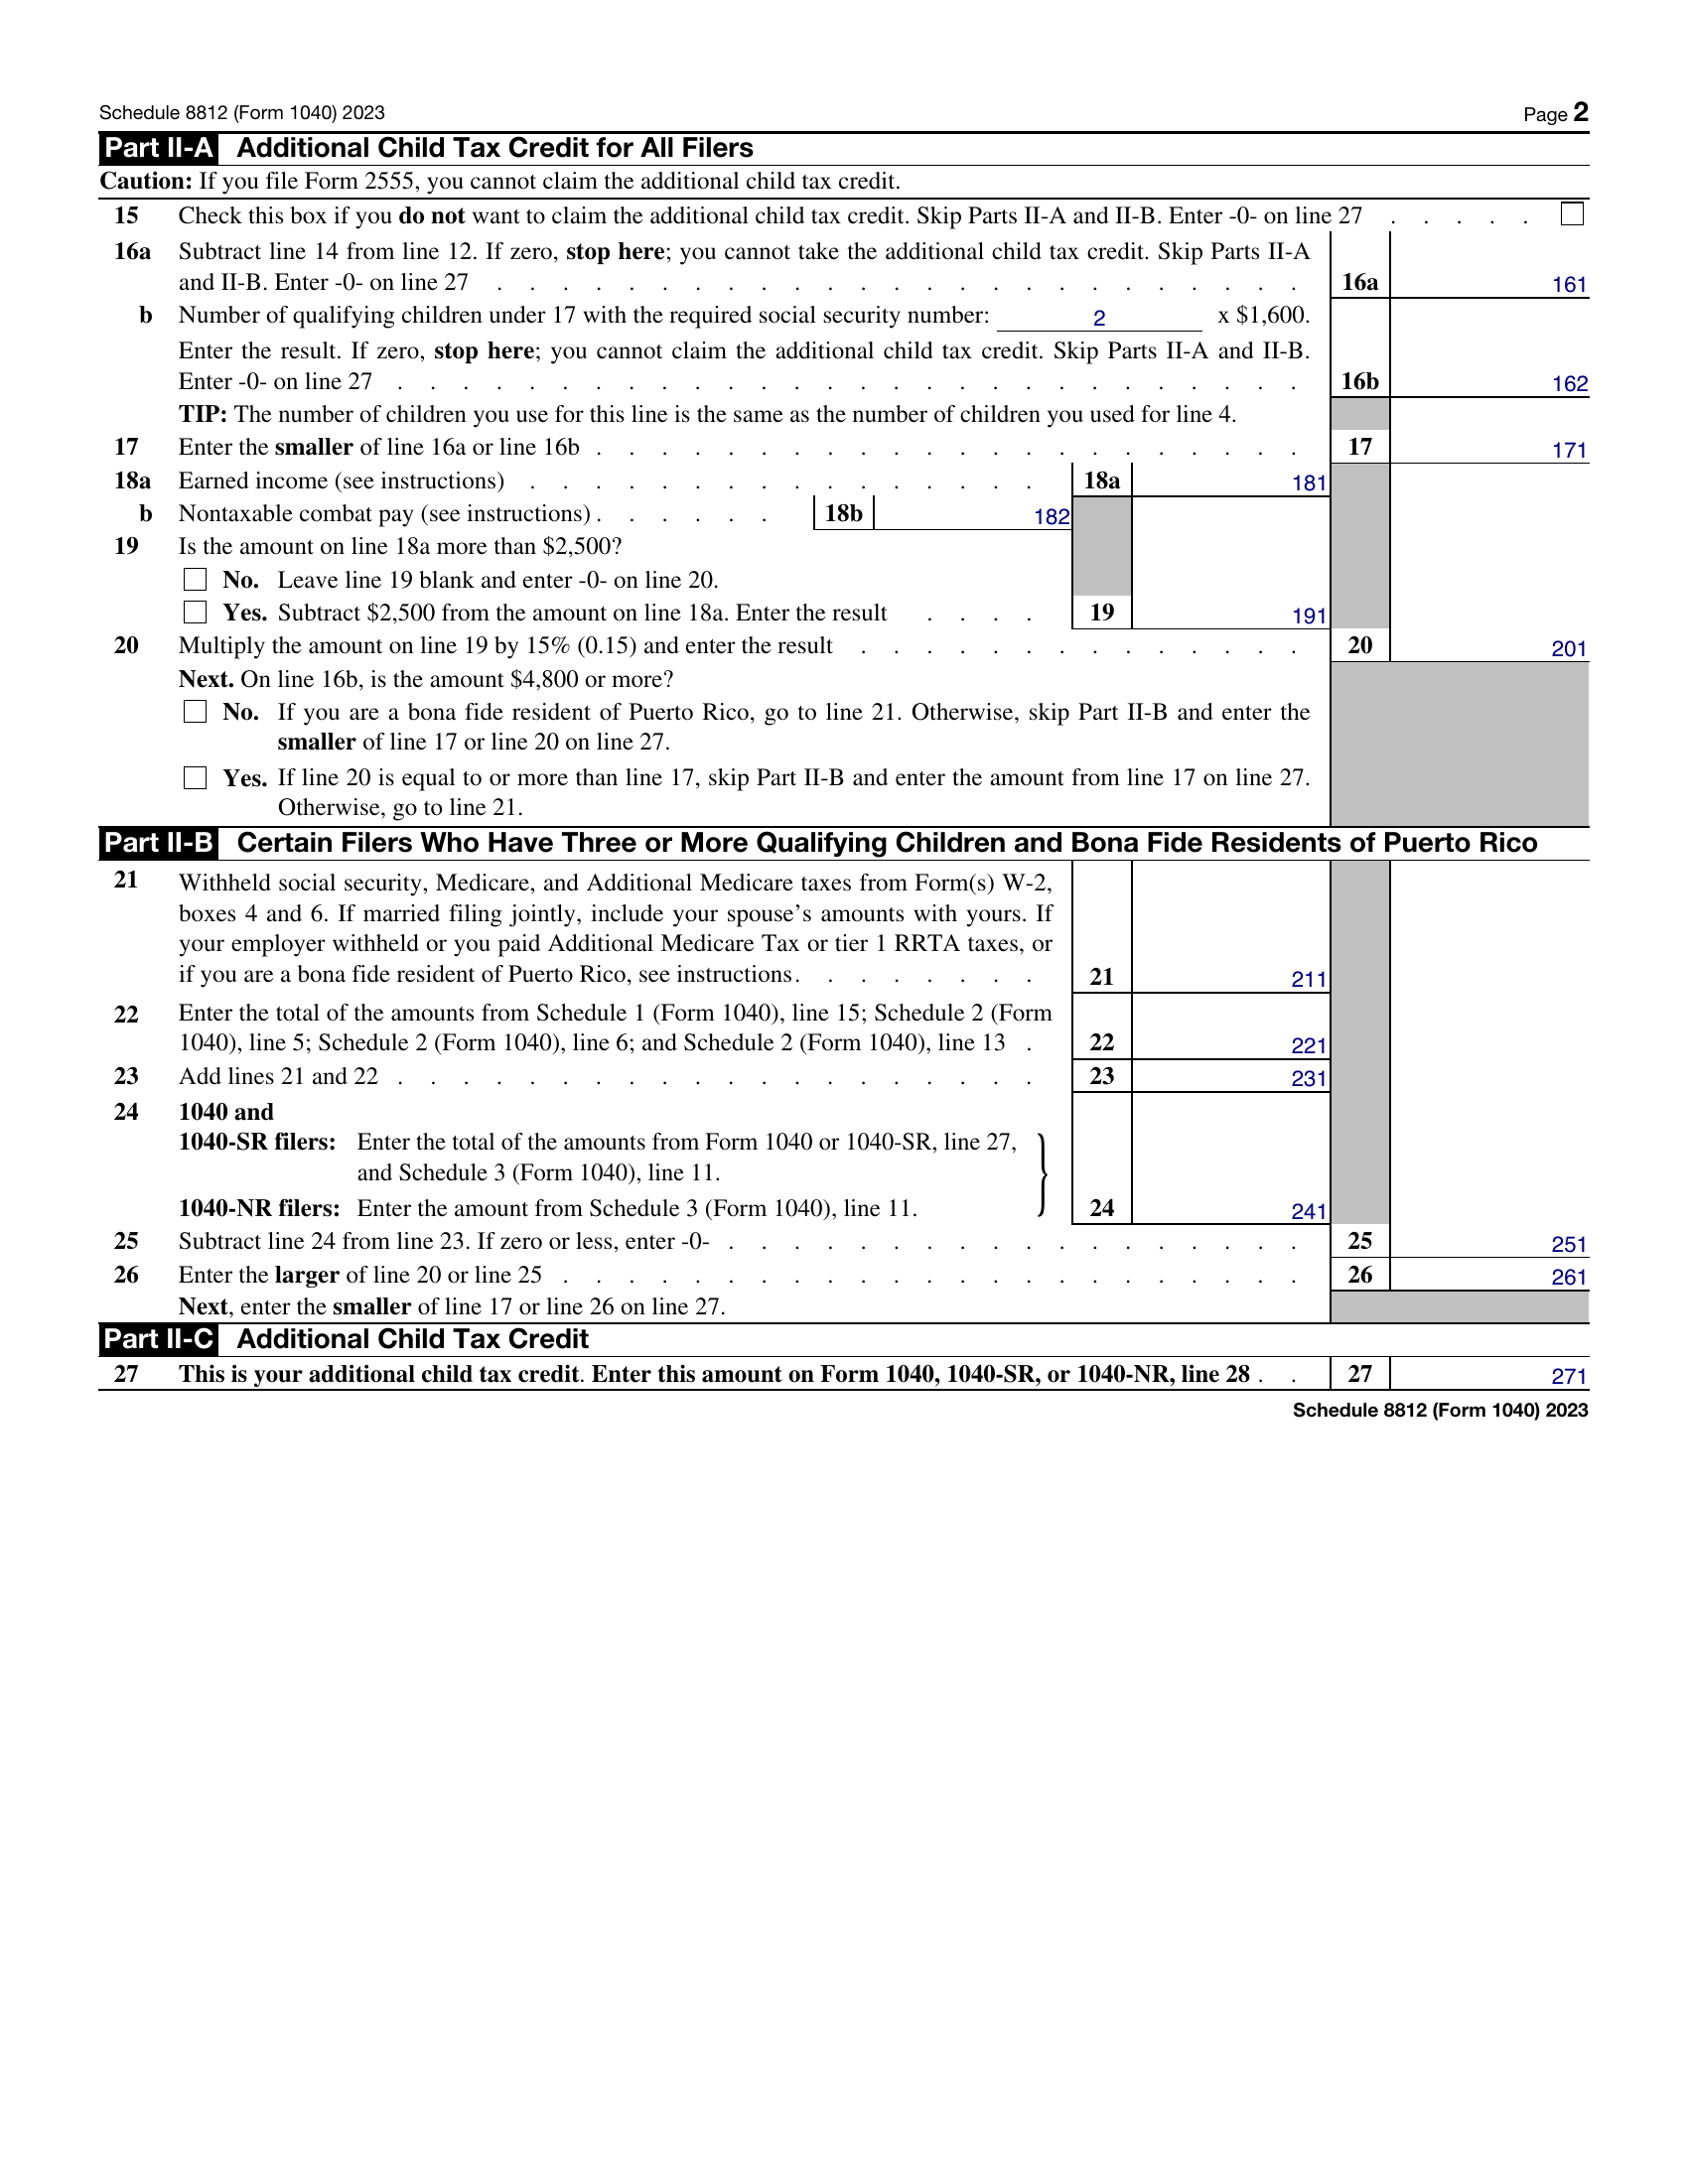 Schedule 8812 (Form 1040) 2023 Page 2
Part II-A Additional Child Tax Credit for All Filers
Caution: If you file Form 2555, you cannot claim the additional child tax credit.
15 Check this box if you do not want to claim the additional child tax credit. Skip Parts II-A and II-B. Enter -0- on line 27 . . . . .
16a Subtract line 14 from line 12. If zero, stop here; you cannot take the additional child tax credit. Skip Parts II-A
and II-B. Enter -0- on line 27 . . . . . . . . . . . . . . . . . . . . . . . . . 16a 161
b Number of qualifying children under 17 with the required social security number: 2 x $1,600.
Enter the result. If zero, stop here; you cannot claim the additional child tax credit. Skip Parts II-A and II-B.
Enter -0- on line 27 . . . . . . . . . . . . . . . . . . . . . . . . . . . . 16b 162
TIP: The number of children you use for this line is the same as the number of children you used for line 4.
17 Enter the smaller of line 16a or line 16b . . . . . . . . . . . . . . . . . . . . . . 17 171
18a Earned income (see instructions) . . . . . . . . . . . . . . . . 18a 181
b Nontaxable combat pay (see instructions) . . . . . . 18b 182
19 Is the amount on line 18a more than $2,500?
No. Leave line 19 blank and enter -0- on line 20.
Yes. Subtract $2,500 from the amount on line 18a. Enter the result . . . . 19 191
20 Multiply the amount on line 19 by 15% (0.15) and enter the result . . . . . . . . . . . . . . 20 201
Next. On line 16b, is the amount $4,800 or more?
No. If you are a bona fide resident of Puerto Rico, go to line 21. Otherwise, skip Part II-B and enter the
smaller of line 17 or line 20 on line 27.
Yes. If line 20 is equal to or more than line 17, skip Part II-B and enter the amount from line 17 on line 27.
Otherwise, go to line 21.
Part II-B Certain Filers Who Have Three or More Qualifying Children and Bona Fide Residents of Puerto Rico
21 Withheld social security, Medicare, and Additional Medicare taxes from Form(s) W-2,
boxes 4 and 6. If married filing jointly, include your spouse’s amounts with yours. If
your employer withheld or you paid Additional Medicare Tax or tier 1 RRTA taxes, or
if you are a bona fide resident of Puerto Rico, see instructions . . . . . . . . 21 211
22 Enter the total of the amounts from Schedule 1 (Form 1040), line 15; Schedule 2 (Form
1040), line 5; Schedule 2 (Form 1040), line 6; and Schedule 2 (Form 1040), line 13 . 22 221
23 Add lines 21 and 22 . . . . . . . . . . . . . . . . . . . . 23 231
24 1040 and
1040-SR filers: Enter the total of the amounts from Form 1040 or 1040-SR, line 27,
and Schedule 3 (Form 1040), line 11.
1040-NR filers: Enter the amount from Schedule 3 (Form 1040), line 11. } 24 241
25 Subtract line 24 from line 23. If zero or less, enter -0- . . . . . . . . . . . . . . . . . . 25 251
26 Enter the larger of line 20 or line 25 . . . . . . . . . . . . . . . . . . . . . . . 26 261
Next, enter the smaller of line 17 or line 26 on line 27.
Part II-C Additional Child Tax Credit
27 This is your additional child tax credit. Enter this amount on Form 1040, 1040-SR, or 1040-NR, line 28 . . 27 271
Schedule 8812 (Form 1040) 2023